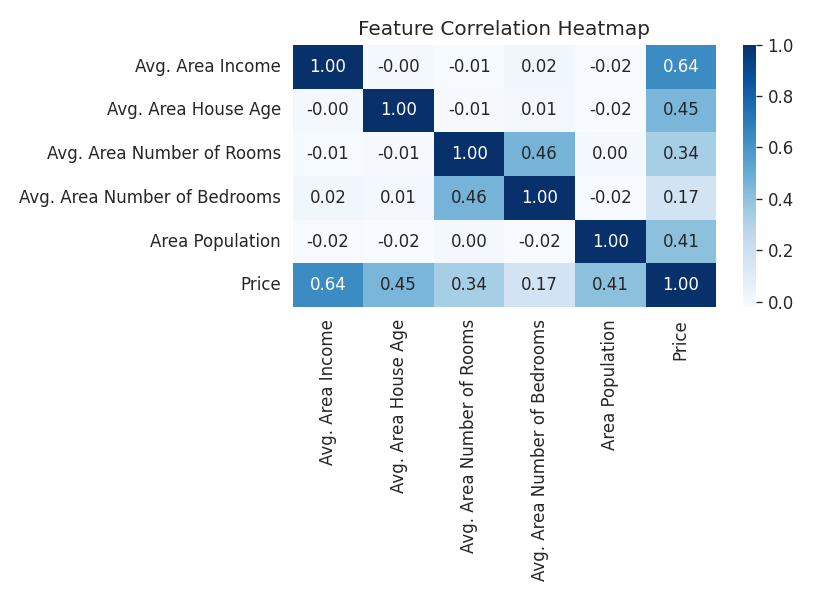 Feature Correlation Heatmap
Avg. Area Income 1.00 -0.00 -0.01 0.02 -0.02 0.64
Avg. Area House Age -0.00 1.00 -0.01 0.01 -0.02 0.45
Avg. Area Number of Rooms -0.01 -0.01 1.00 0.46 0.00 0.34
Avg. Area Number of Bedrooms 0.02 0.01 0.46 1.00 -0.02 0.17
Area Population -0.02 -0.02 0.00 -0.02 1.00 0.41
Price 0.64 0.45 0.34 0.17 0.41 1.00
Avg. Area Income
Avg. Area House Age
Avg. Area Number of Rooms
Avg. Area Number of Bedrooms
Area Population
Price
1.0
0.8
0.6
0.4
0.2
0.0